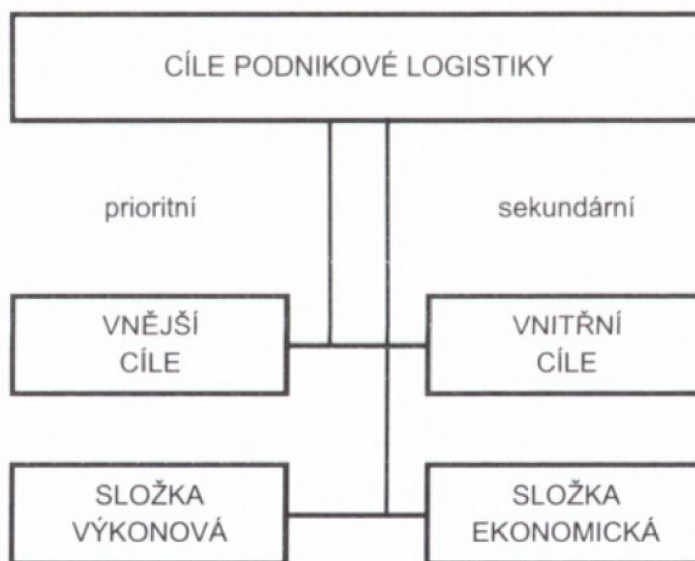 CÍLE PODNIKOVÉ LOGISTIKY
prioritní
sekundární
VNĚJŠÍ
CÍLE
VNITŘNÍ
CÍLE
SLOŽKA
VÝKONOVÁ
SLOŽKA
EKONOMICKÁ